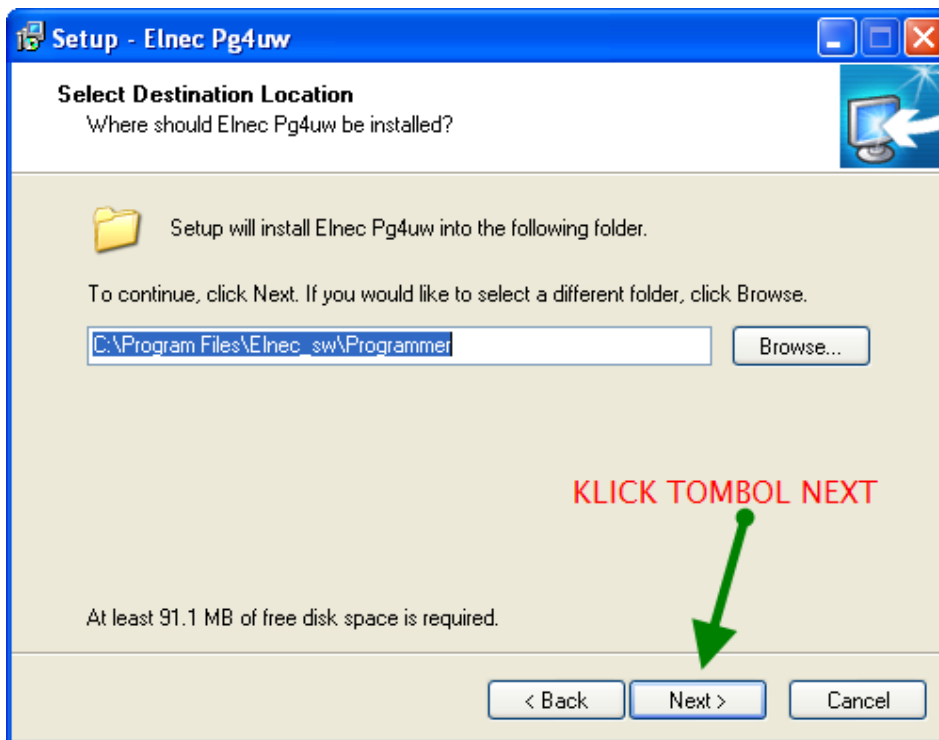 Setup - Elnec Pg4uw
Select Destination Location
Where should Elnec Pg4uw be installed?
Setup will install Elnec Pg4uw into the following folder.
To continue, click Next. If you would like to select a different folder, click Browse.
C:\Program Files\Elnec_sw\Programmer
Browse...
KLICK TOMBOL NEXT
At least 91.1 MB of free disk space is required.
< Back Next > Cancel